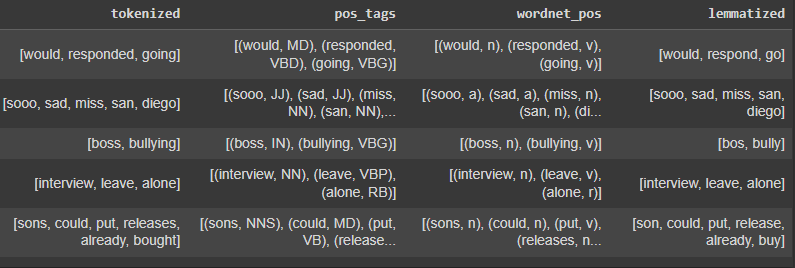 tokenized pos_tags wordnet_pos lemmatized
[would, responded, going] [(would, MD), (responded, VBD), (going, VBG)] [(would, n), (responded, v), (going, v)] [would, respond, go]
[sooo, sad, miss, san, diego] [(sooo, JJ), (sad, JJ), (miss, NN), (san, NN),... [(sooo, a), (sad, a), (miss, n), (san, n), (di... [sooo, sad, miss, san, diego]
[boss, bullying] [(boss, IN), (bullying, VBG)] [(boss, n), (bullying, v)] [bos, bully]
[interview, leave, alone] [(interview, NN), (leave, VBP), (alone, RB)] [(interview, n), (leave, v), (alone, r)] [interview, leave, alone]
[sons, could, put, releases, already, bought] [(sons, NNS), (could, MD), (put, VB), (release... [(sons, n), (could, n), (put, v), (releases, n... [son, could, put, release, already, buy]